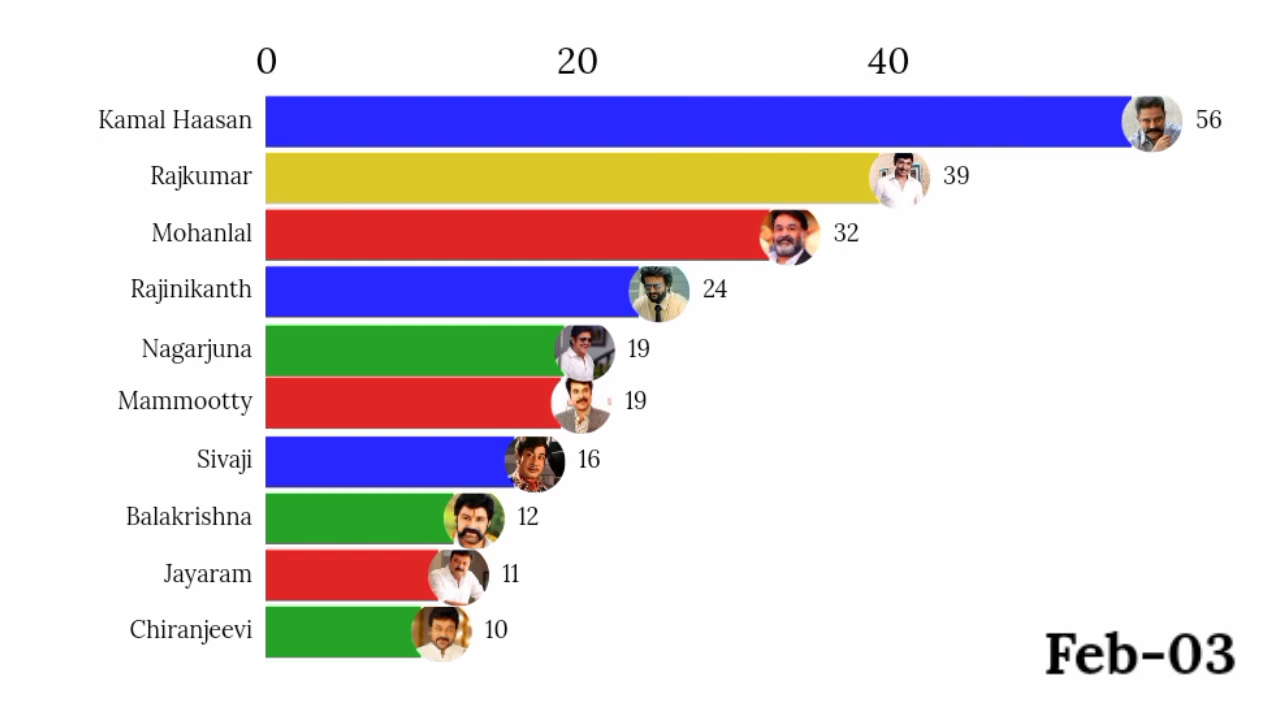 0 20 40
Kamal Haasan 56
Rajkumar 39
Mohanlal 32
Rajinikanth 24
Nagarjuna 19
Mammootty 19
Sivaji 16
Balakrishna 12
Jayaram 11
Chiranjeevi 10
Feb-03